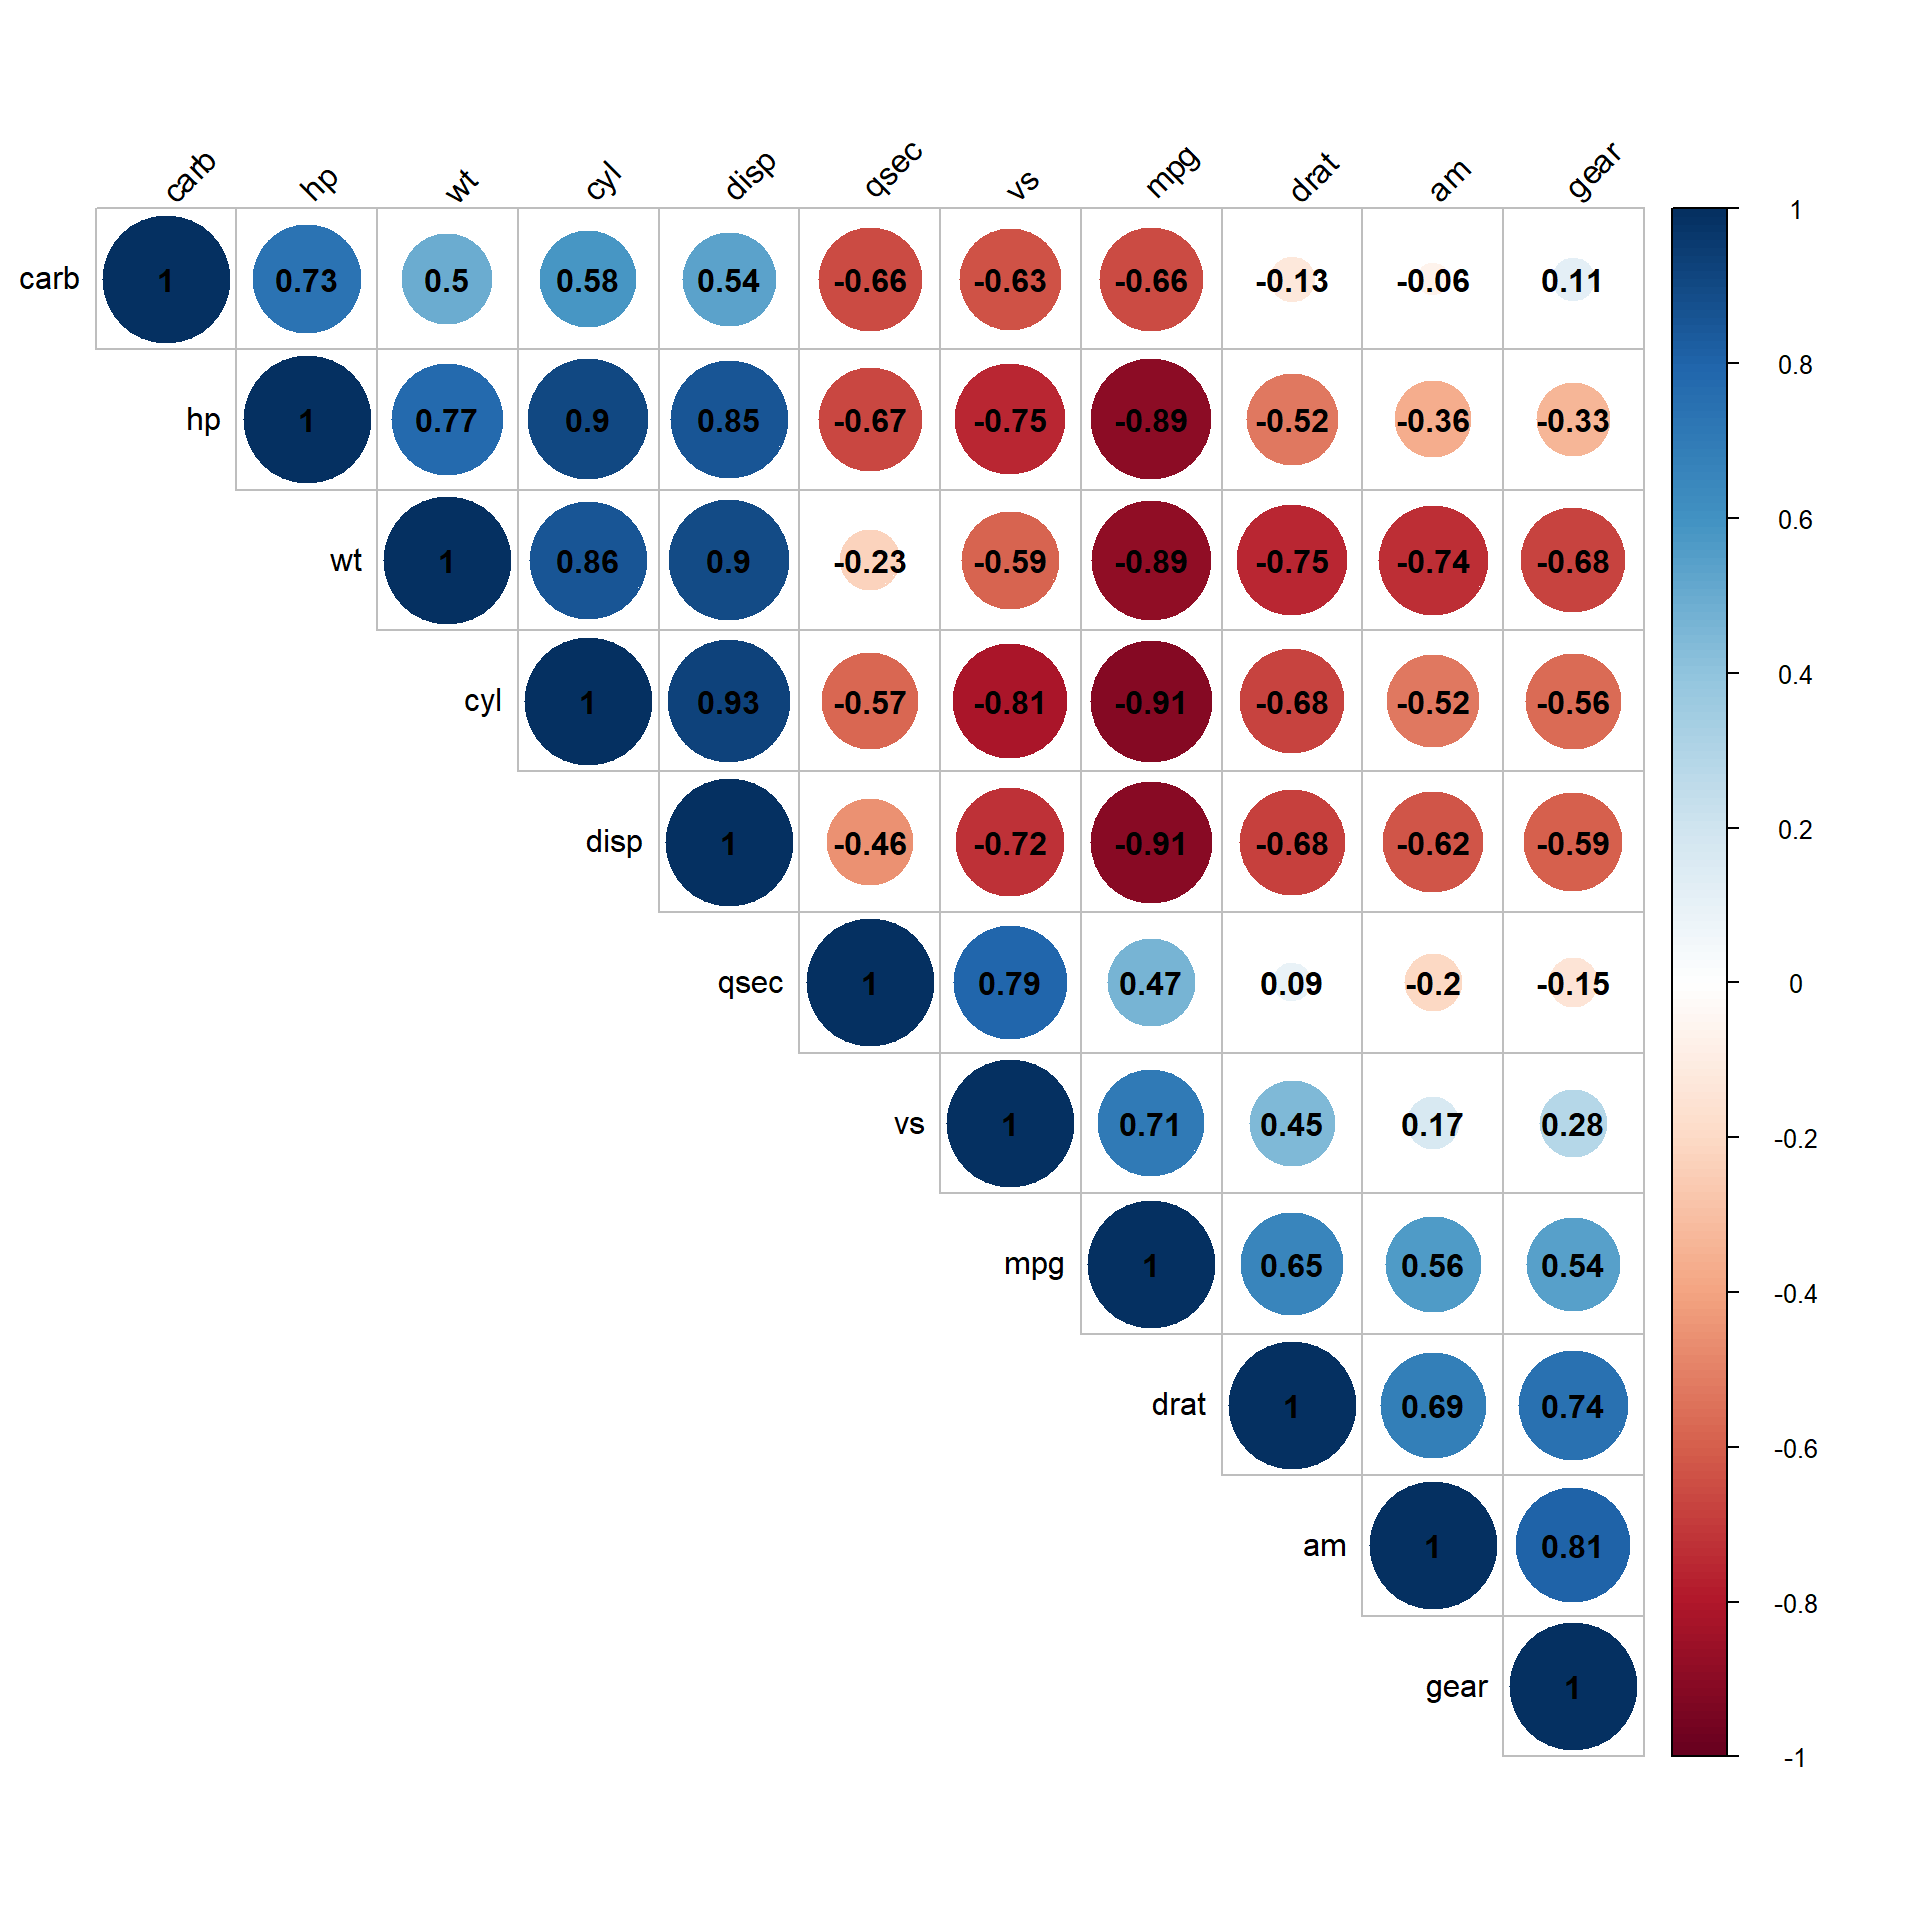 carb hp wt cyl disp qsec vs mpg drat am gear
carb 1 0.73 0.5 0.58 0.54 -0.66 -0.63 -0.66 -0.13 -0.06 0.11
hp 1 0.77 0.9 0.85 -0.67 -0.75 -0.89 -0.52 -0.36 -0.33
wt 1 0.86 0.9 -0.23 -0.59 -0.89 -0.75 -0.74 -0.68
cyl 1 0.93 -0.57 -0.81 -0.91 -0.68 -0.52 -0.56
disp 1 -0.46 -0.72 -0.91 -0.68 -0.62 -0.59
qsec 1 0.79 0.47 0.09 -0.2 -0.15
vs 1 0.71 0.45 0.17 0.28
mpg 1 0.65 0.56 0.54
drat 1 0.69 0.74
am 1 0.81
gear 1
1
0.8
0.6
0.4
0.2
0
-0.2
-0.4
-0.6
-0.8
-1